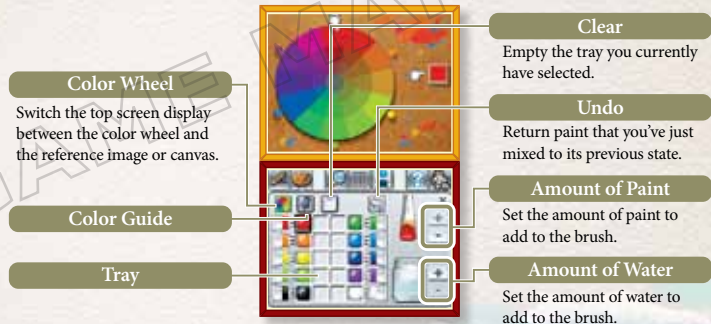 Color Wheel
Switch the top screen display
between the color wheel and
the reference image or canvas.
Color Guide
Tray
Clear
Empty the tray you currently
have selected.
Undo
Return paint that you've just
mixed to its previous state.
Amount of Paint
Set the amount of paint to
add to the brush.
Amount of Water
Set the amount of water to
add to the brush.